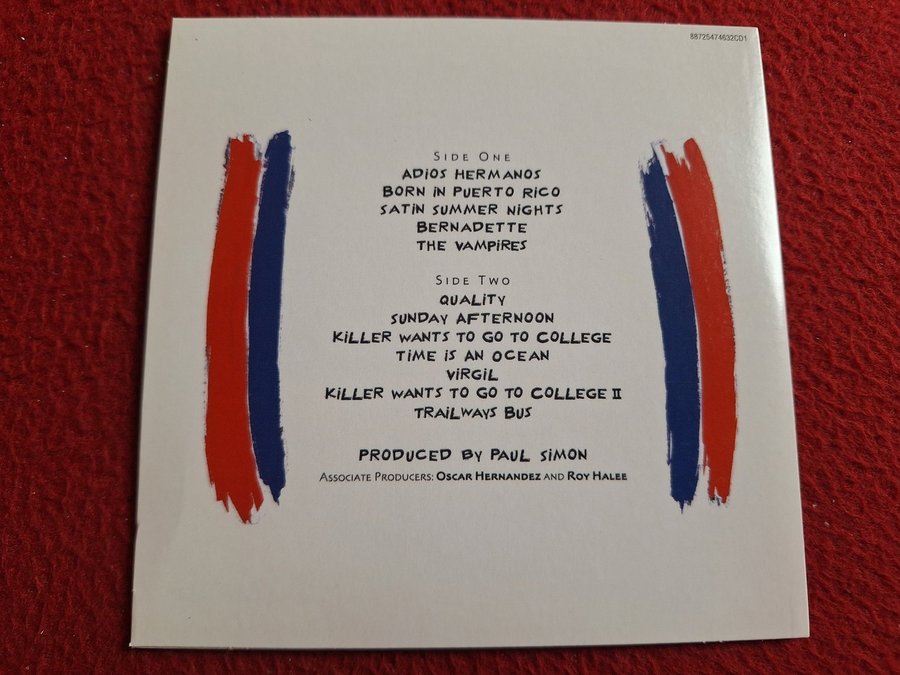 88725474632CD1
SIDE ONE
ADIOS HERMANOS
BORN IN PUERTO RICO
SATIN SUMMER NIGHTS
BERNADETTE
THE VAMPIRES
SIDE TWO
QUALITY
SUNDAY AFTERNOON
KILLER WANTS TO GO TO COLLEGE
TIME IS AN OCEAN
VIRGIL
KILLER WANTS TO GO TO COLLEGE II
TRAILWAYS BUS
PRODUCED BY PAUL SIMON
ASSOCIATE PRODUCERS: OSCAR HERNANDEZ AND ROY HALEE